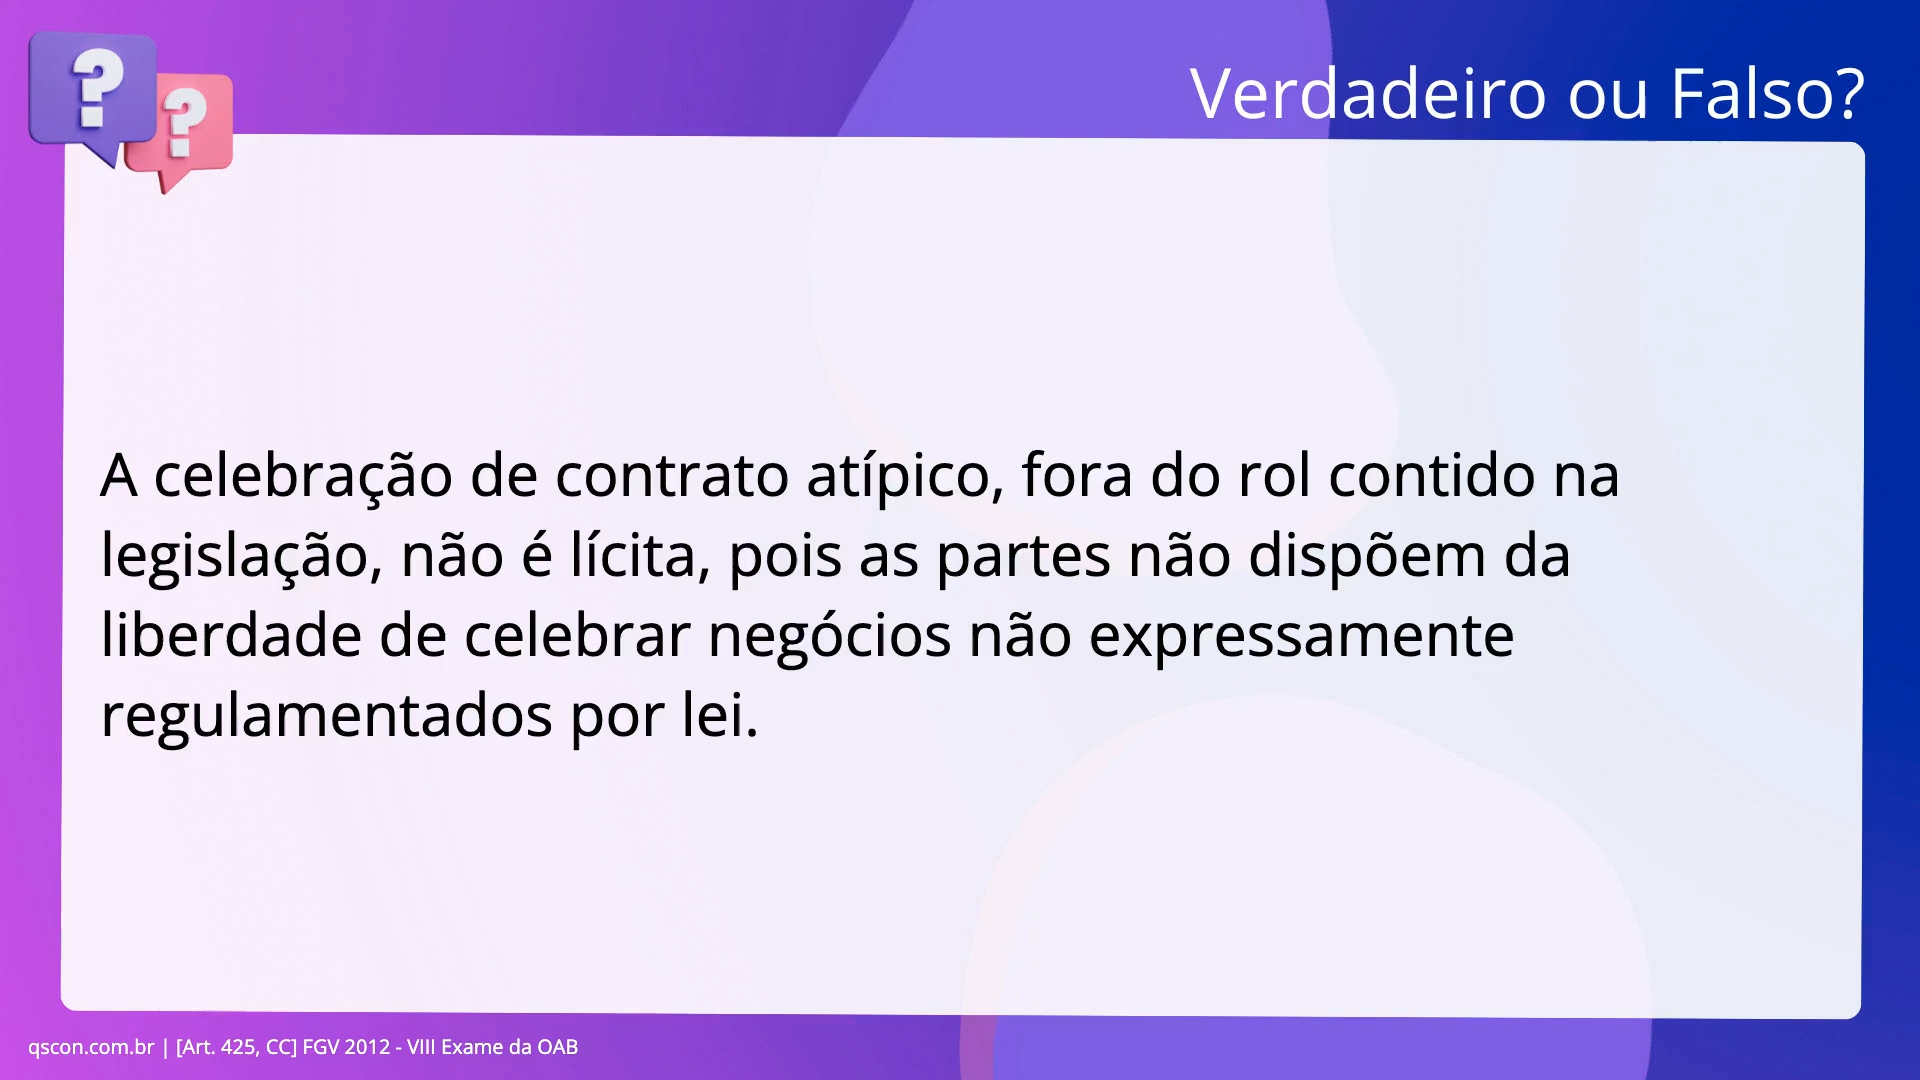 Verdadeiro ou Falso?
A celebração de contrato atípico, fora do rol contido na
legislação, não é lícita, pois as partes não dispõem da
liberdade de celebrar negócios não expressamente
regulamentados por lei.
qscon.com.br | [Art. 425, CC] FGV 2012 - VIII Exame da OAB